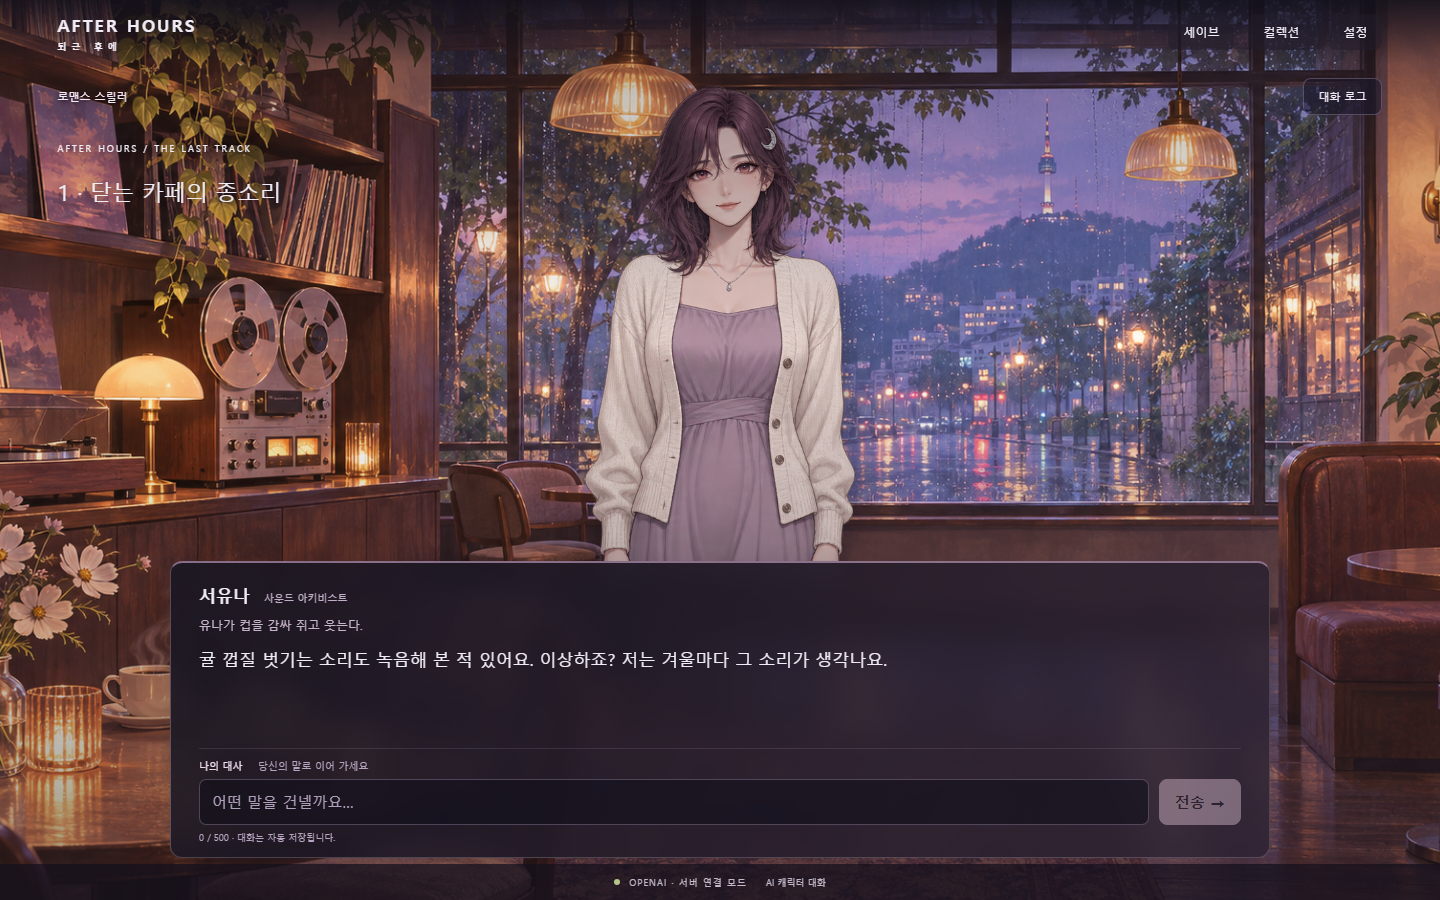 AFTER HOURS
퇴근 후에
세이브 컬렉션 설정
로맨스 스릴러
대화 로그
AFTER HOURS / THE LAST TRACK
1 · 닫는 카페의 종소리
서유나 사운드 아키비스트
유나가 컵을 감싸 쥐고 웃는다.
귤 껍질 벗기는 소리도 녹음해 본 적 있어요. 이상하죠? 저는 겨울마다 그 소리가 생각나요.
나의 대사 당신의 말로 이어 가세요
어떤 말을 건넬까요...
전송 →
0 / 500 · 대화는 자동 저장됩니다.
OPENAI · 서버 연결 모드 AI 캐릭터 대화